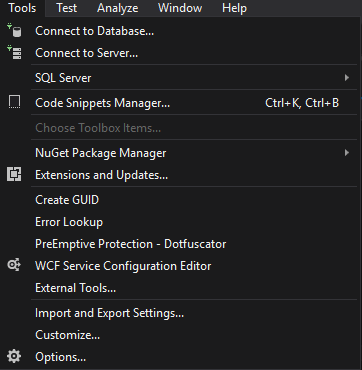 Tools Test Analyze Window Help
Connect to Database...
Connect to Server...
SQL Server
Code Snippets Manager... Ctrl+K, Ctrl+B
Choose Toolbox Items...
NuGet Package Manager
Extensions and Updates...
Create GUID
Error Lookup
PreEmptive Protection - Dotfuscator
WCF Service Configuration Editor
External Tools...
Import and Export Settings...
Customize...
Options...